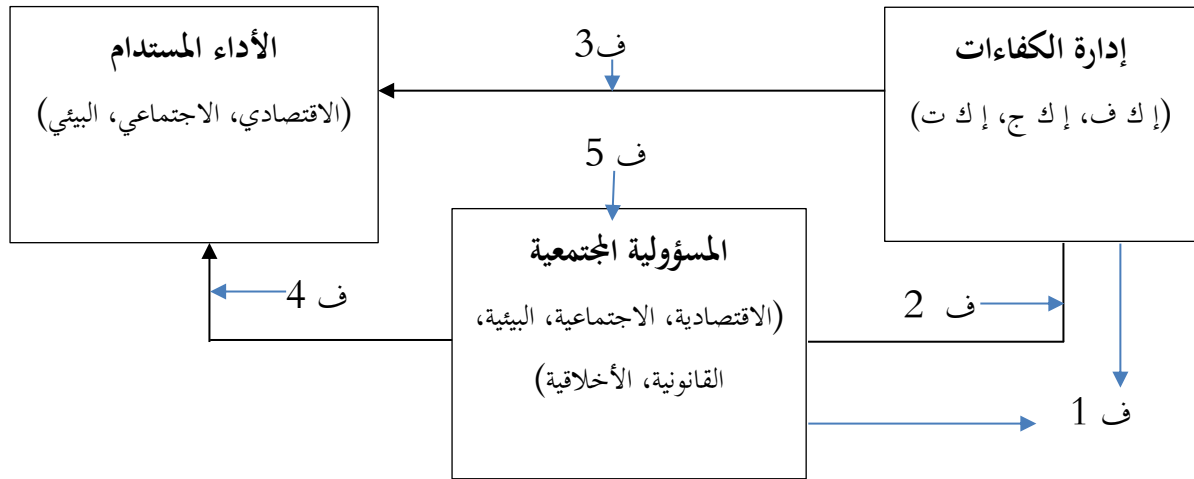 إدارة الكفاءات
(إ ك ف، إ ك ج، إ ك ت)
ف3
الأداء المستدام
(الاقتصادي، الاجتماعي، البيئي)
ف 5
المسؤولية المجتمعية
(الاقتصادية، الاجتماعية، البيئية،
القانونية، الأخلاقية)
ف 2
ف 4
ف 1